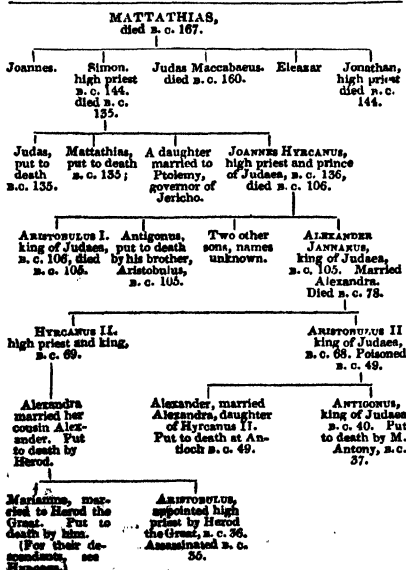 MATTATHIAS,
died B. C. 167.
Joannes.
Simon.
high priest
B. C. 144.
died B. C.
135.
Judas Maccabaeus.
died B. C. 160.
Eleazar
Jonathan,
high priest
died B. C.
144.
Judas,
put to
death
B.C. 135.
Mattathias,
put to death
B. C. 135;
A daughter
married to
Ptolemy,
governor of
Jericho.
JOANNES HYRCANUS,
high priest and prince
of Judaea, B. C. 136,
died B. C. 106.
ARISTOBULUS I.
king of Judaea,
B. C. 106, died
B. C. 105.
Antigonus,
put to death
by his brother,
Aristobulus,
B. C. 105.
Two other
sons, names
unknown.
ALEXANDER
JANNAEUS,
king of Judaea,
B. C. 105. Married
Alexandra.
Died B. C. 78.
HYRCANUS II.
high priest and king,
B. C. 69.
ARISTOBULUS II
king of Judaea,
B. C. 68. Poisoned
B. C. 49.
Alexandra
married her
cousin Alex-
ander. Put
to death by
Herod.
Alexander, married
Alexandra, daughter
of Hyrcanus II.
Put to death at An-
tioch B. C. 49.
ANTIGONUS,
king of Judaea
B. C. 40. Put
to death by M.
Antony, B. C.
37.
Mariamne, mar-
ried to Herod the
Great. Put to
death by him.
(For their de-
scendants, see
ARISTOBULUS,
appointed high
priest by Herod
the Great, B. C. 36.
Assassinated B. C.
35.